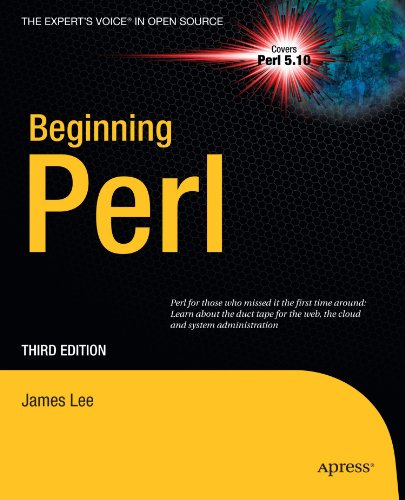 THE EXPERT'S VOICE® IN OPEN SOURCE
Covers
Perl 5.10
Beginning
Perl
Perl for those who missed it the first time around:
Learn about the duct tape for the web, the cloud
and system administration
THIRD EDITION
James Lee
Apress®